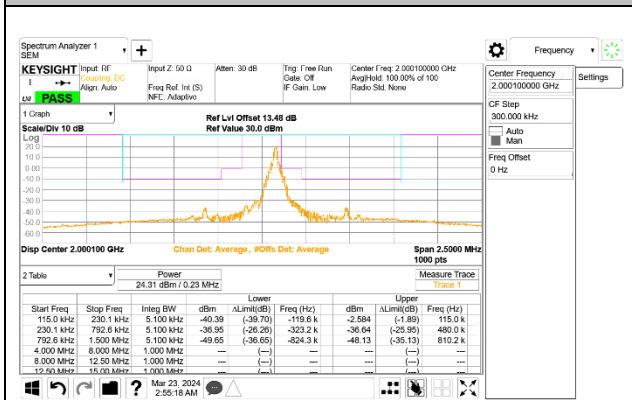 Spectrum Analyzer 1
SEM
Frequency
KEYSIGHT
Input: RF
Coupling: DC
Align: Auto
Input Z: 50 Ω
Freq Ref: Int (S)
NFE: Adaptive
Atten: 30 dB
Trig: Free Run
Gate: Off
IF Gain: Low
Center Freq: 2.000100000 GHz
Avg|Hold: 100.00% of 100
Radio Std: None
PASS
Center Frequency
2.000100000 GHz
Settings
CF Step
300.000 kHz
Auto
Man
Freq Offset
0 Hz
1 Graph
Scale/Div 10 dB
Ref Lvl Offset 13.48 dB
Ref Value 30.0 dBm
Log
20.0
10.0
0.00
-10.0
-20.0
-30.0
-40.0
-50.0
-60.0
Disp Center 2.000100 GHz
Chan Det: Average, #Offs Det: Average
Span 2.5000 MHz
1000 pts
2 Table
Power
24.31 dBm / 0.23 MHz
Measure Trace
Trace 1
Lower Upper
Start Freq Stop Freq Integ BW dBm ΔLimit(dB) Freq (Hz) dBm ΔLimit(dB) Freq (Hz)
115.0 kHz 230.1 kHz 5.100 kHz -40.39 (-39.70) -119.6 k -2.584 (-1.89) 115.0 k
230.1 kHz 792.6 kHz 5.100 kHz -36.95 (-26.26) -323.2 k -36.64 (-25.95) 480.0 k
792.6 kHz 1.500 MHz 5.100 kHz -49.65 (-36.65) -824.3 k -48.13 (-35.13) 810.2 k
4.000 MHz 8.000 MHz 1.000 MHz --- (---) --- --- (---) ---
8.000 MHz 12.50 MHz 1.000 MHz --- (---) --- --- (---) ---
12.50 MHz 15.00 MHz 1.000 MHz --- (---) --- --- (---) ---
Mar 23, 2024
2:55:18 AM